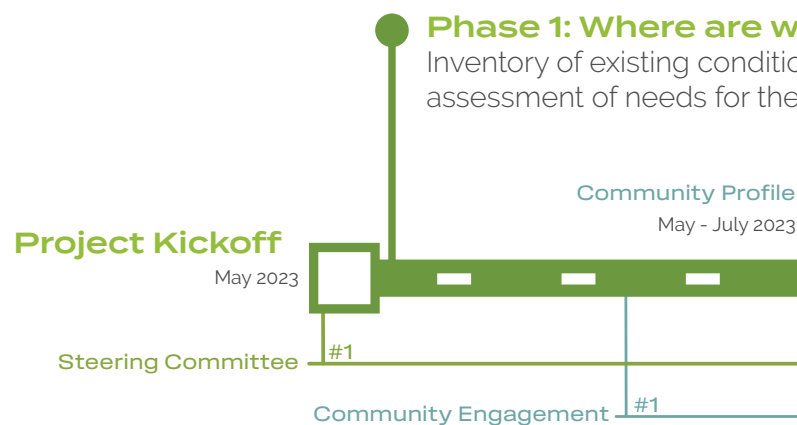 Phase 1: Where are
Inventory of existing
assessment of needs for the
Community Profile
May - July 2023
Project Kickoff
May 2023
#1
Steering Committee
#1
Community Engagement